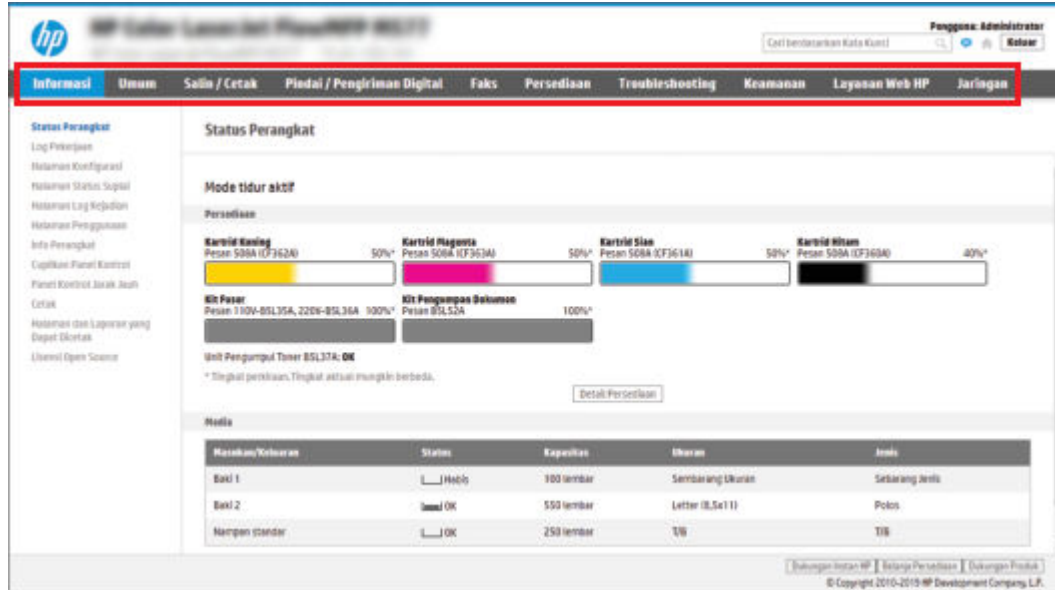 hp
HP Color LaserJet FlowMFP M577
Pengguna: Administrator
Cari berdasarkan Kata Kunci
Keluar
Informasi Umum Salin / Cetak Pindai / Pengiriman Digital Faks Persediaan Troubleshooting Keamanan Layanan Web HP Jaringan
Status Perangkat
Log Pekerjaan
Halaman Konfigurasi
Halaman Status Suplai
Halaman Log Kejadian
Halaman Penggunaan
Info Perangkat
Cuplikan Panel Kontrol
Panel Kontrol Jarak Jauh
Cetak
Halaman dan Laporan yang
Dapat Dicetak
Lisensi Open Source
Status Perangkat
Mode tidur aktif
Persediaan
Kartrid Kuning
Pesan 508A (CF362A) 50%*
Kartrid Magenta
Pesan 508A (CF363A) 50%*
Kartrid Sian
Pesan 508A (CF361A) 50%*
Kartrid Hitam
Pesan 508A (CF360A) 40%*
Kit Fuser
Pesan 110V-B5L35A, 220V-B5L36A 100%*
Kit Pengumpan Dokumen
Pesan B5L52A 100%*
Unit Pengumpul Toner B5L37A: OK
* Tingkat perkiraan. Tingkat aktual mungkin berbeda.
Detail Persediaan
Media
Masukan/Keluaran Status Kapasitas Ukuran Jenis
Baki 1 Habis 100 lembar Sembarang Ukuran Sebarang Jenis
Baki 2 OK 550 lembar Letter (8,5x11) Polos
Nampan standar OK 250 lembar T/B T/B
Dukungan Instan HP Belanja Persediaan Dukungan Produk
© Copyright 2010-2019 HP Development Company, L.P.